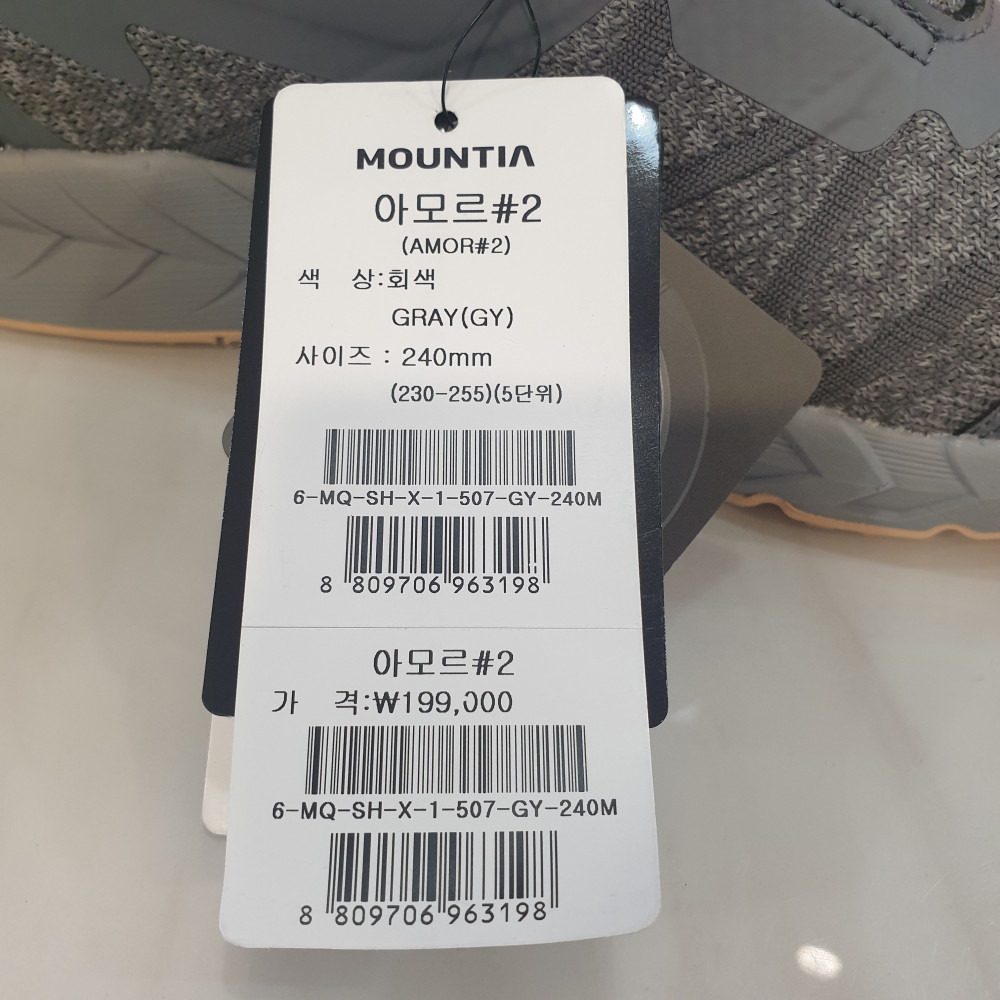 MOUNTIA
아모르#2
(AMOR#2)
색 상:회색
GRAY(GY)
사이즈 : 240mm
(230-255)(5단위)
6-MQ-SH-X-1-507-GY-240M
8 809706 963198
아모르#2
가 격:₩199,000
6-MQ-SH-X-1-507-GY-240M
8 809706 963198